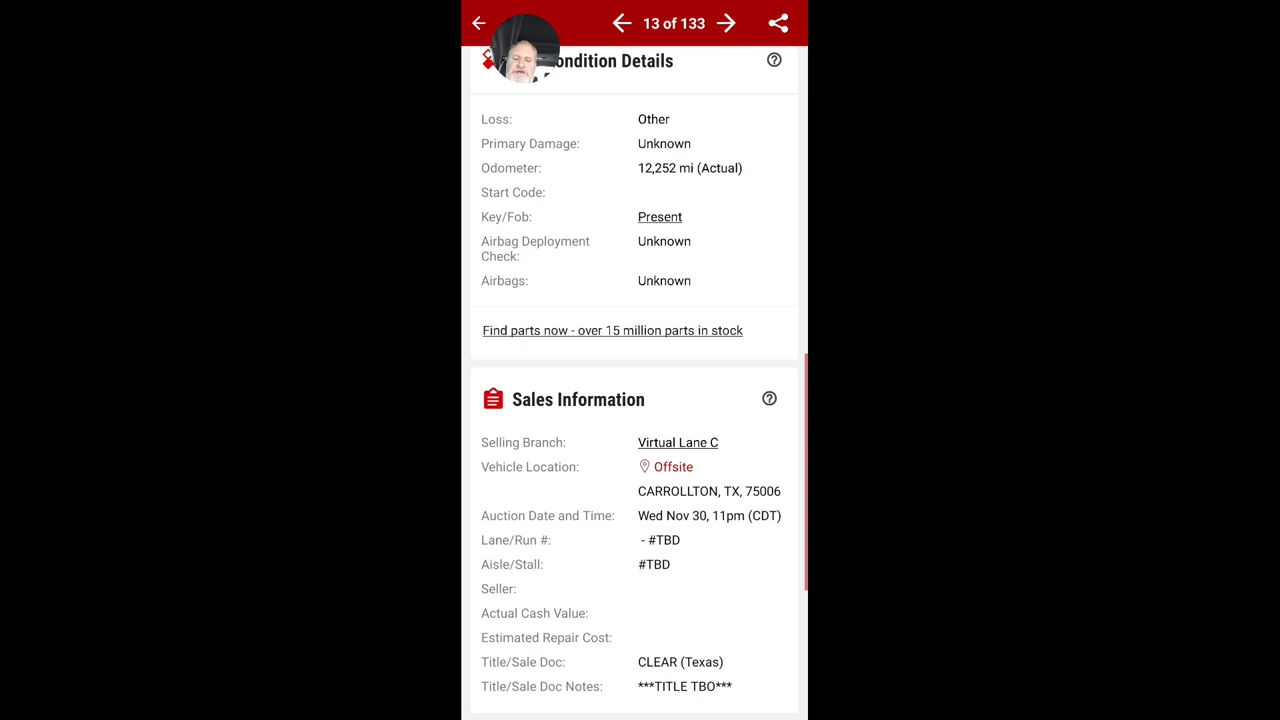 13 of 133
ondition Details
Loss: Other
Primary Damage: Unknown
Odometer: 12,252 mi (Actual)
Start Code:
Key/Fob: Present
Airbag Deployment Check: Unknown
Airbags: Unknown
Find parts now - over 15 million parts in stock
Sales Information
Selling Branch: Virtual Lane C
Vehicle Location: Offsite
CARROLLTON, TX, 75006
Auction Date and Time: Wed Nov 30, 11pm (CDT)
Lane/Run #: - #TBD
Aisle/Stall: #TBD
Seller:
Actual Cash Value:
Estimated Repair Cost:
Title/Sale Doc: CLEAR (Texas)
Title/Sale Doc Notes: ***TITLE TBO***